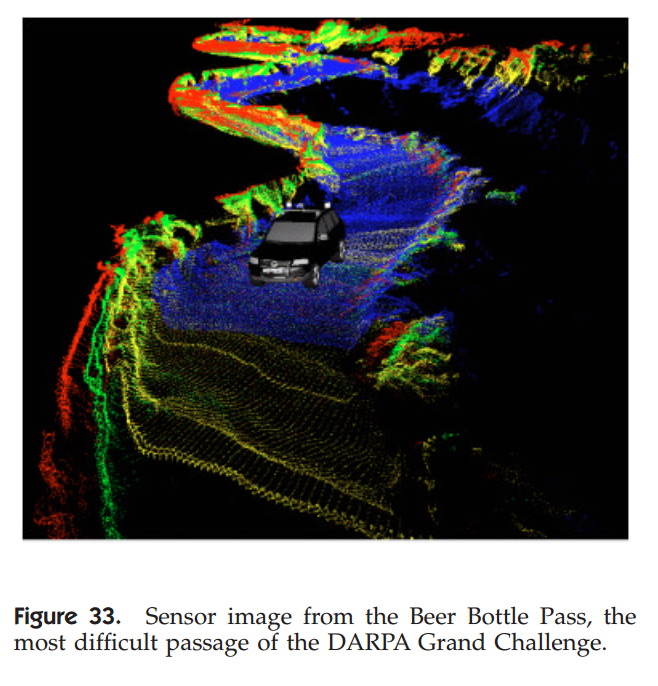 Figure 33. Sensor image from the Beer Bottle Pass, the
most difficult passage of the DARPA Grand Challenge.